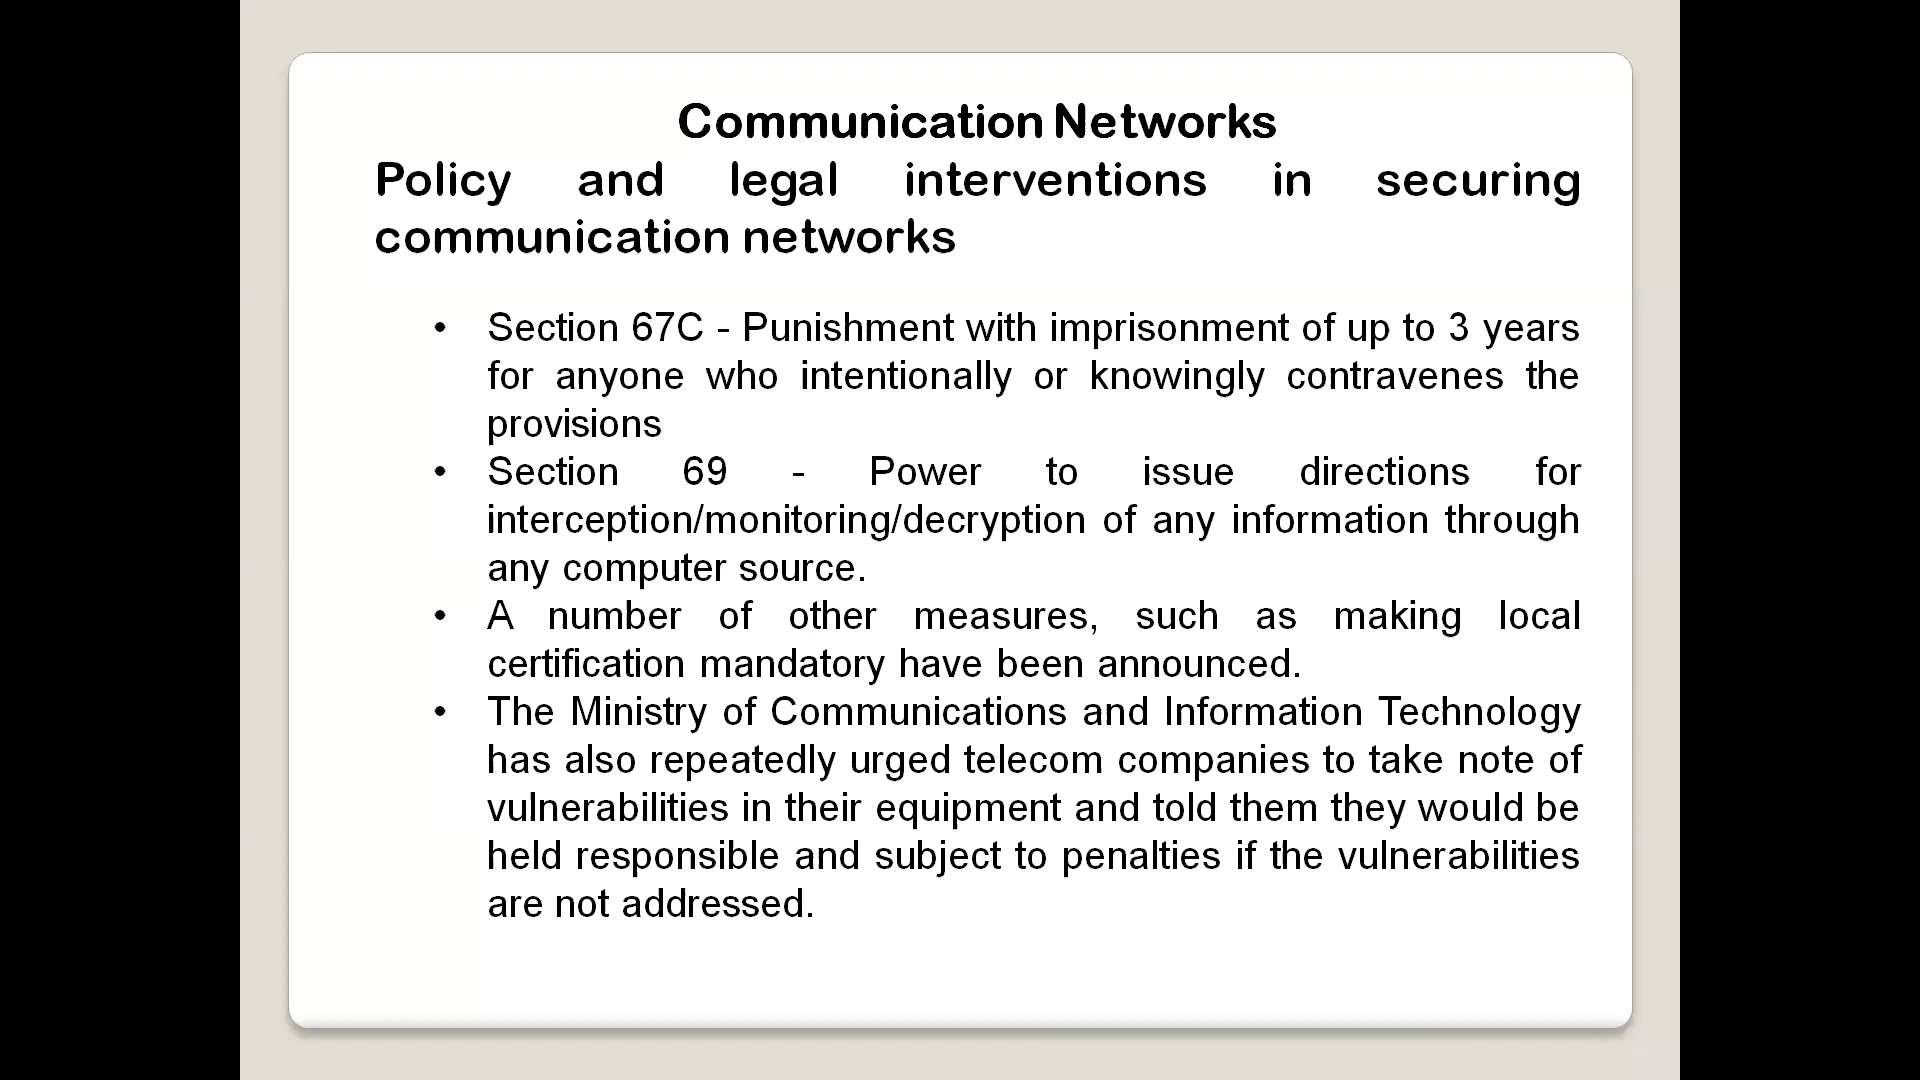 Communication Networks
Policy and legal interventions in securing
communication networks
• Section 67C - Punishment with imprisonment of up to 3 years
for anyone who intentionally or knowingly contravenes the
provisions
• Section 69 - Power to issue directions for
interception/monitoring/decryption of any information through
any computer source.
• A number of other measures, such as making local
certification mandatory have been announced.
• The Ministry of Communications and Information Technology
has also repeatedly urged telecom companies to take note of
vulnerabilities in their equipment and told them they would be
held responsible and subject to penalties if the vulnerabilities
are not addressed.